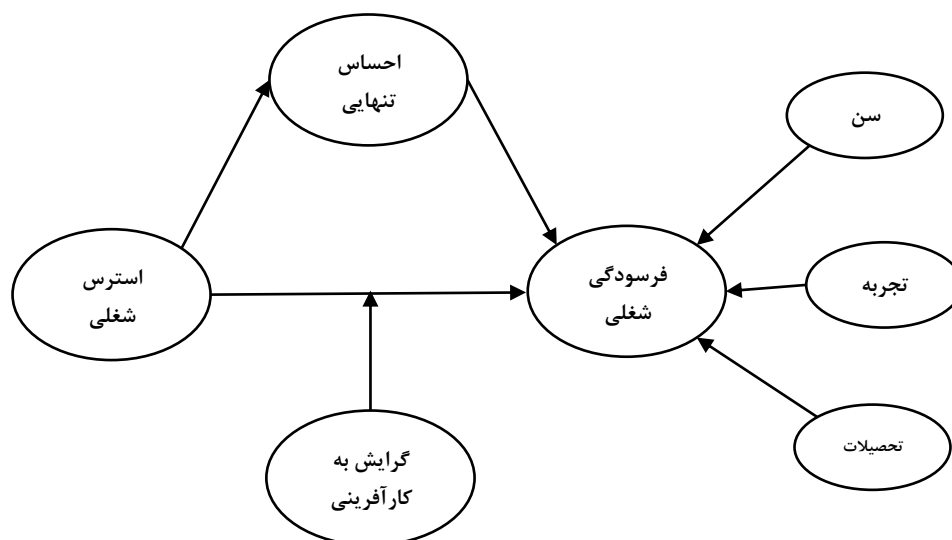 احساس
تنهایی
سن
استرس
شغلی
فرسودگی
شغلی
تجربه
تحصیلات
گرایش به
کارآفرینی